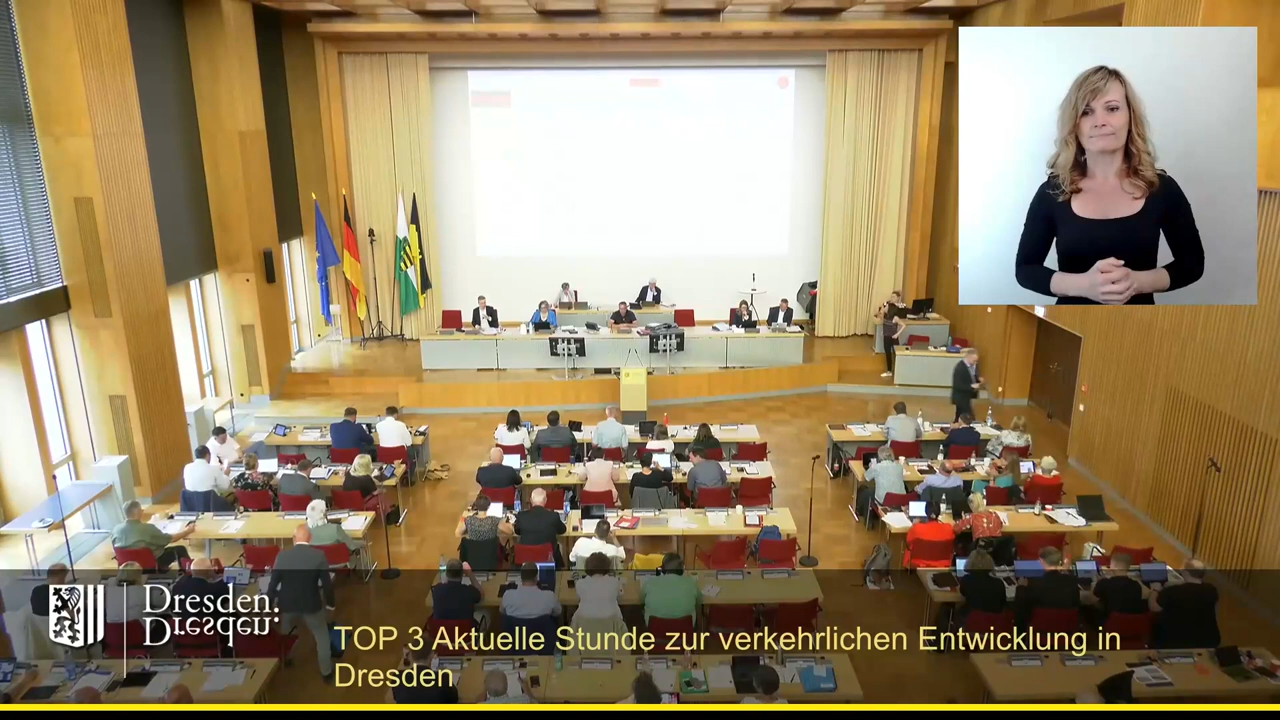 Dresden.
Dresden.
TOP 3 Aktuelle Stunde zur verkehrlichen Entwicklung in
Dresden